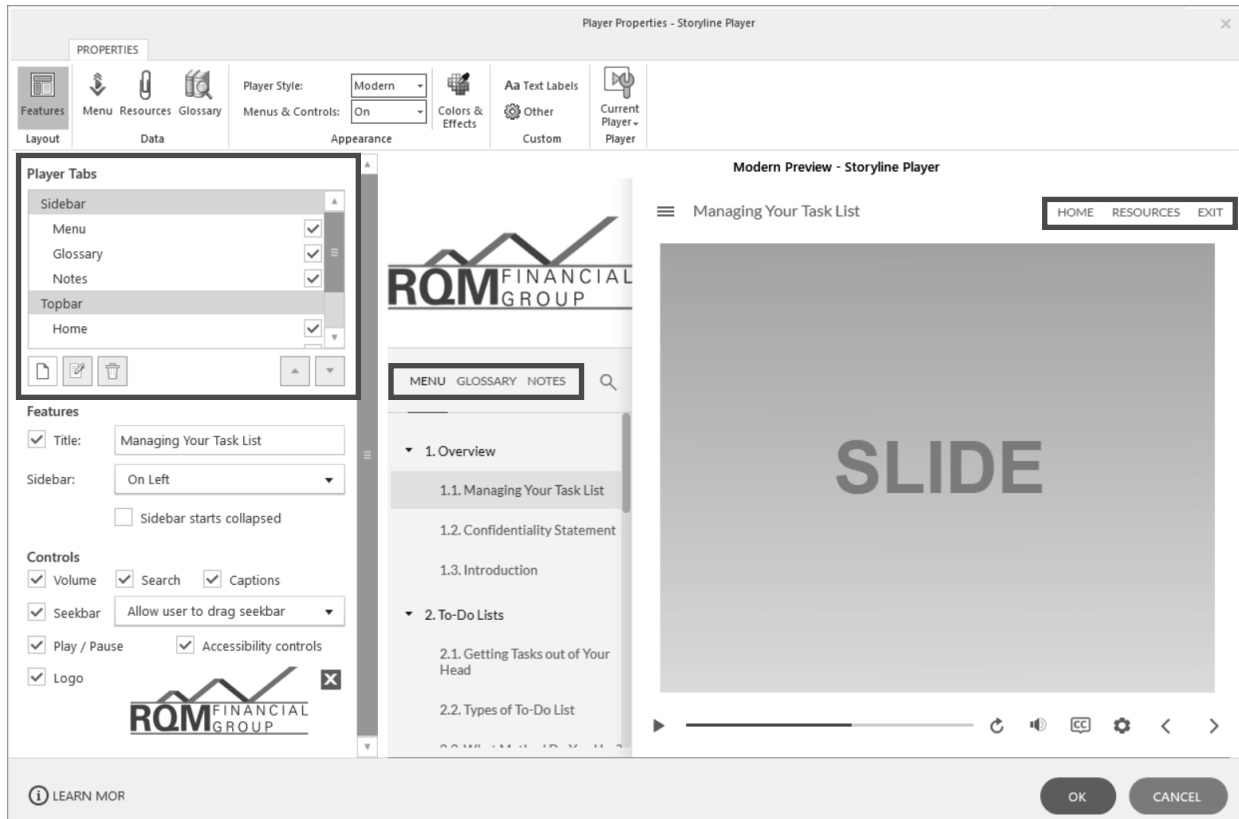 Player Properties - Storyline Player
PROPERTIES
Features Menu Resources Glossary
Player Style: Modern
Menus & Controls: On
Colors & Effects
Aa Text Labels
Other
Current Player
Layout Data Appearance Custom Player
Player Tabs
Sidebar
Menu
Glossary
Notes
Topbar
Home
Features
Title: Managing Your Task List
Sidebar: On Left
Sidebar starts collapsed
Controls
Volume Search Captions
Seekbar Allow user to drag seekbar
Play / Pause Accessibility controls
Logo
RQM FINANCIAL GROUP
RQM FINANCIAL GROUP
MENU GLOSSARY NOTES
1. Overview
1.1. Managing Your Task List
1.2. Confidentiality Statement
1.3. Introduction
2. To-Do Lists
2.1. Getting Tasks out of Your
Head
2.2. Types of To-Do List
Modern Preview - Storyline Player
Managing Your Task List
HOME RESOURCES EXIT
SLIDE
CC
LEARN MOR
OK CANCEL